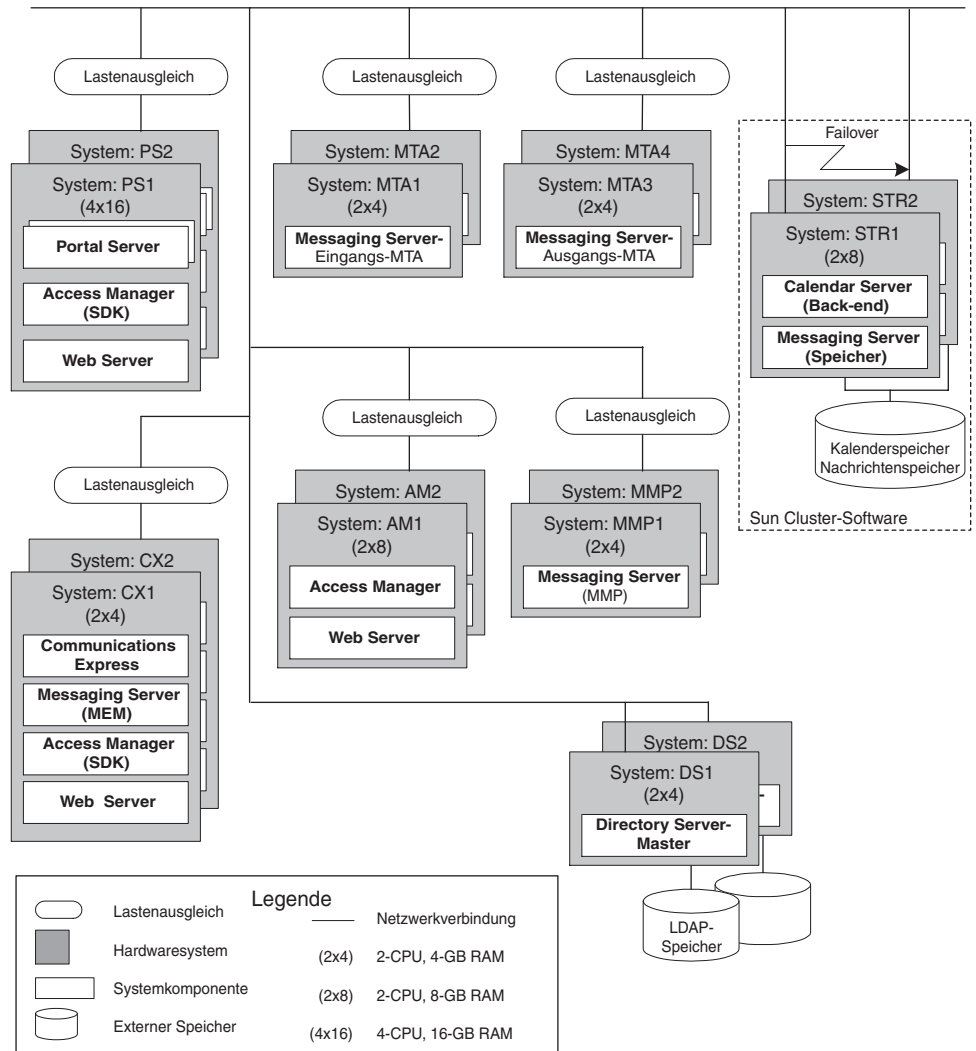 Lastenausgleich
Lastenausgleich
Lastenausgleich
System: PS2
System: PS1
(4x16)
Portal Server
Access Manager
(SDK)
Web Server
System: MTA2
System: MTA1
(2x4)
Messaging Server-
Eingangs-MTA
System: MTA4
System: MTA3
(2x4)
Messaging Server-
Ausgangs-MTA
Failover
System: STR2
System: STR1
(2x8)
Calendar Server
(Back-end)
Messaging Server
(Speicher)
Kalenderspeicher
Nachrichtenspeicher
Sun Cluster-Software
Lastenausgleich
System: CX2
System: CX1
(2x4)
Communications
Express
Messaging Server
(MEM)
Access Manager
(SDK)
Web Server
Lastenausgleich
System: AM2
System: AM1
(2x8)
Access Manager
Web Server
Lastenausgleich
System: MMP2
System: MMP1
(2x4)
Messaging Server
(MMP)
System: DS2
System: DS1
(2x4)
-
Directory Server-
Master
LDAP-
Speicher
Legende
Lastenausgleich
Hardwaresystem
Systemkomponente
Externer Speicher
Netzwerkverbindung
(2x4) 2-CPU, 4-GB RAM
(2x8) 2-CPU, 8-GB RAM
(4x16) 4-CPU, 16-GB RAM